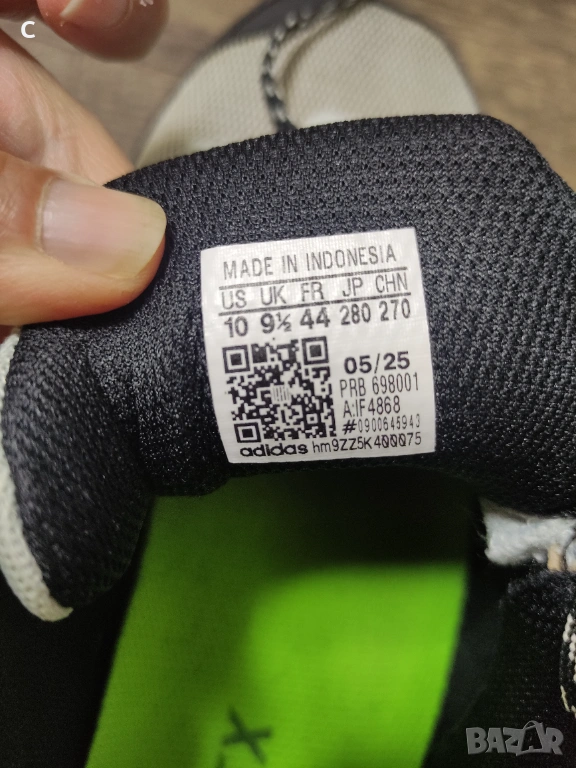 C
MADE IN INDONESIA
US UK FR JP CHN
10 9½ 44 280 270
05/25
PRB 698001
A:IF4868
#0900645943
adidas hm9ZZ5K400075
BAZAR